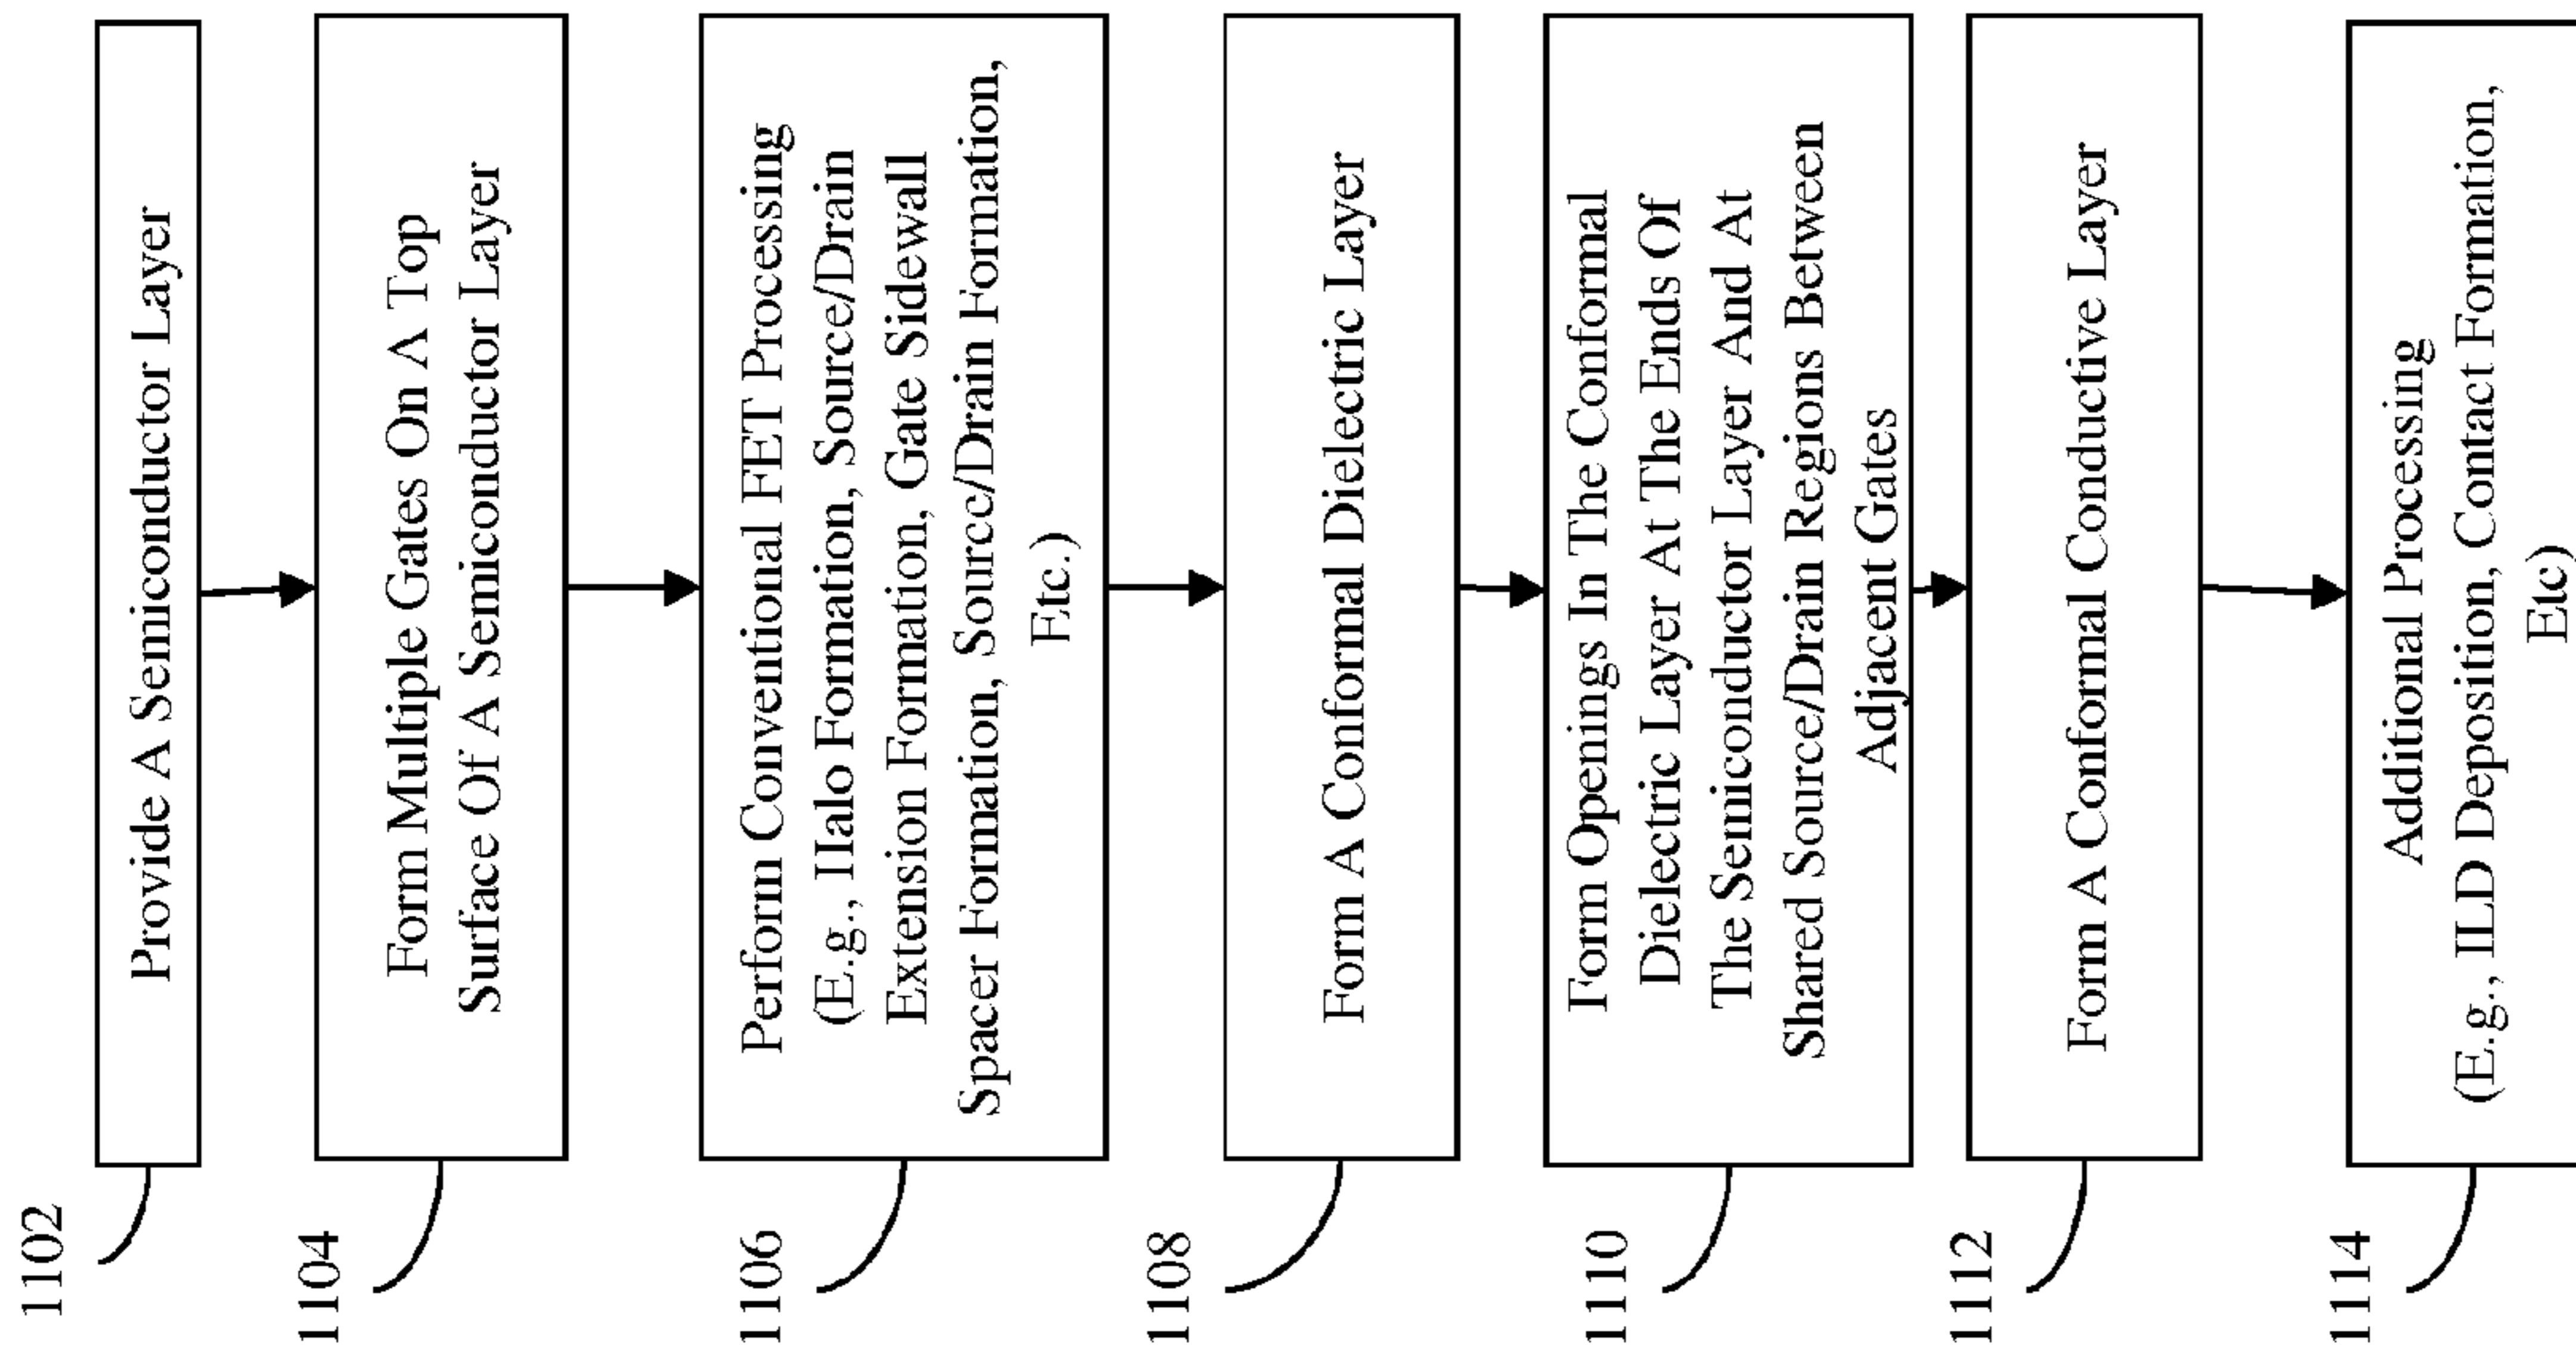 1102
Provide A Semiconductor Layer
1104
Form Multiple Gates On A Top
Surface Of A Semiconductor Layer
1106
Perform Conventional FET Processing
(E.g., Halo Formation, Source/Drain
Extension Formation, Gate Sidewall
Spacer Formation, Source/Drain Formation,
Etc.)
1108
Form A Conformal Dielectric Layer
1110
Form Openings In The Conformal
Dielectric Layer At The Ends Of
The Semiconductor Layer And At
Shared Source/Drain Regions Between
Adjacent Gates
1112
Form A Conformal Conductive Layer
1114
Additional Processing
(E.g., ILD Deposition, Contact Formation,
Etc)